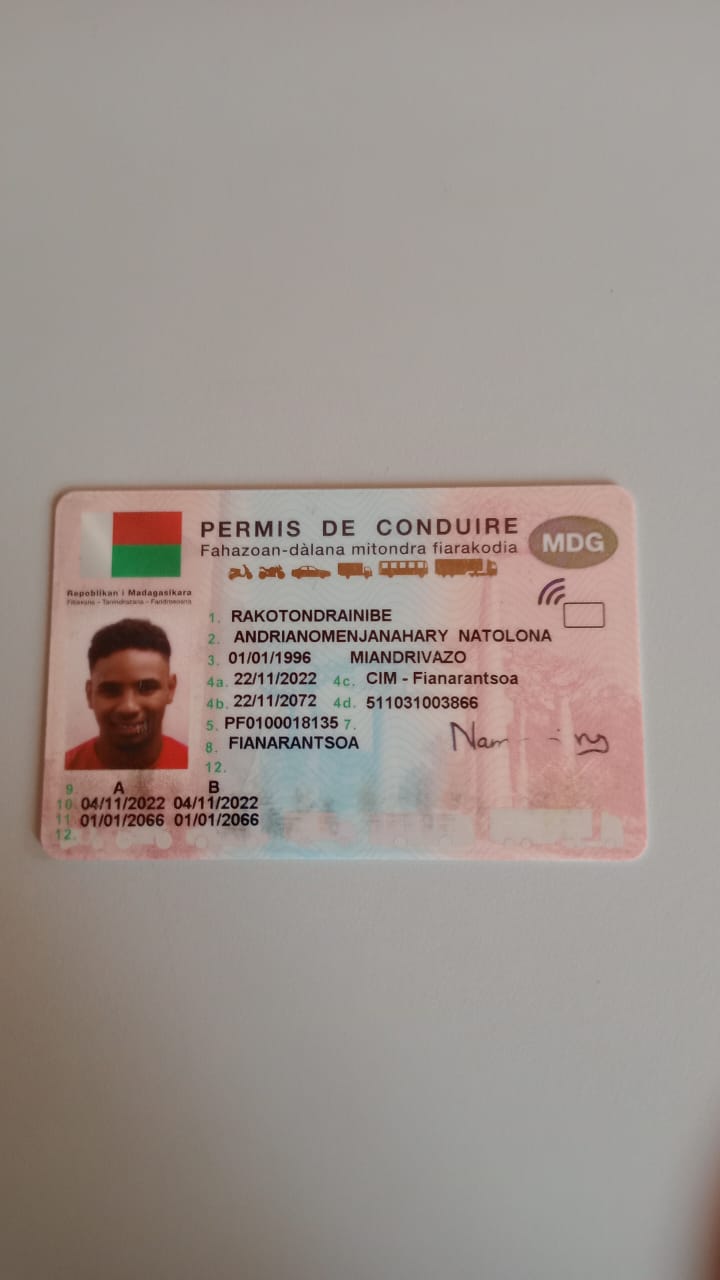 PERMIS DE CONDUIRE
Fahazoan-dàlana mitondra fiarakodia
MDG
Repoblikan i Madagasikara
Fitiavana – Tanindrazana – Fandrosoana
1. RAKOTONDRAINIBE
2. ANDRIANOMENJANAHARY NATOLONA
3. 01/01/1996 MIANDRIVAZO
4a. 22/11/2022 4c. CIM - Fianarantsoa
4b. 22/11/2072 4d. 511031003866
5. PF0100018135 7.
8. FIANARANTSOA
12.
9 A B
10 04/11/2022 04/11/2022
11 01/01/2066 01/01/2066
12.